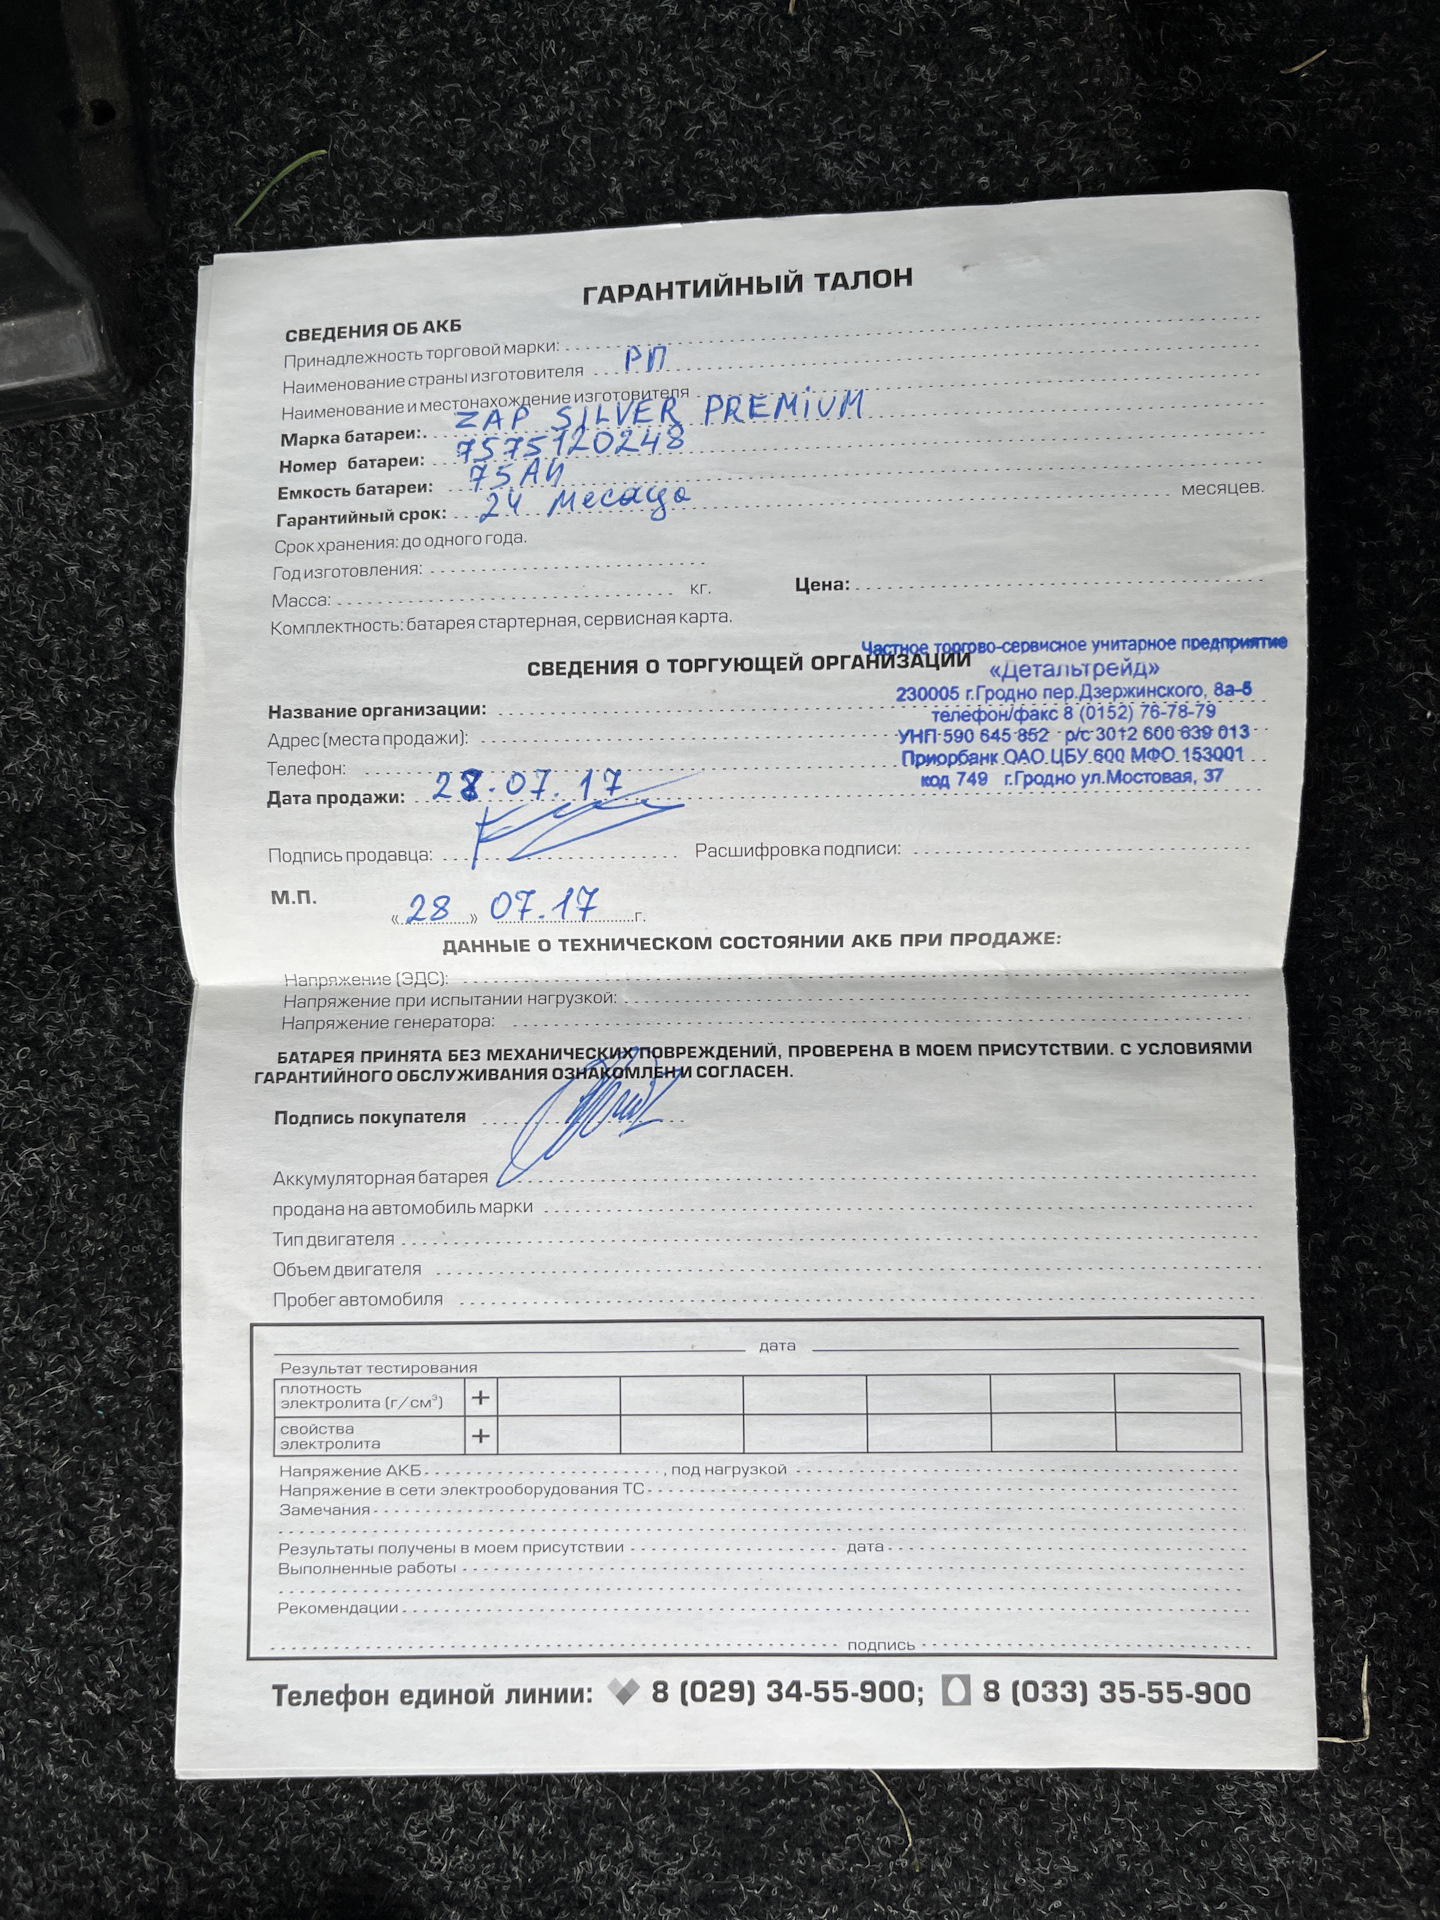 ГАРАНТИЙНЫЙ ТАЛОН
СВЕДЕНИЯ ОБ АКБ
Принадлежность торговой марки:
Наименование страны изготовителя РП
Наименование и местонахождение изготовителя
Марка батареи: ZAP SILVER PREMIUM
Номер батареи: 7575120248
Емкость батареи: 75АЧ
Гарантийный срок: 24 месяца месяцев.
Срок хранения: до одного года.
Год изготовления:
Масса: кг. Цена:
Комплектность: батарея стартерная, сервисная карта.
Частное торгово-сервисное унитарное предприятие
СВЕДЕНИЯ О ТОРГУЮЩЕЙ ОРГАНИЗАЦИИ
«Детальтрейд»
230005 г.Гродно пер.Дзержинского, 8а-5
Название организации:
телефон/факс 8 (0152) 76-78-79
Адрес (места продажи):
УНП 590 645 852 р/с 3012 600 639 013
Приорбанк ОАО ЦБУ 600 МФО 153001
Телефон:
код 749 г.Гродно ул.Мостовая, 37
Дата продажи: 28.07.17
Подпись продавца: Расшифровка подписи:
М.П.
«28» 07.17 г.
ДАННЫЕ О ТЕХНИЧЕСКОМ СОСТОЯНИИ АКБ ПРИ ПРОДАЖЕ:
Напряжение (ЭДС):
Напряжение при испытании нагрузкой:
Напряжение генератора:
БАТАРЕЯ ПРИНЯТА БЕЗ МЕХАНИЧЕСКИХ ПОВРЕЖДЕНИЙ, ПРОВЕРЕНА В МОЕМ ПРИСУТСТВИИ. С УСЛОВИЯМИ
ГАРАНТИЙНОГО ОБСЛУЖИВАНИЯ ОЗНАКОМЛЕН И СОГЛАСЕН.
Подпись покупателя
Аккумуляторная батарея
продана на автомобиль марки
Тип двигателя
Объем двигателя
Пробег автомобиля
дата
Результат тестирования
плотность
электролита (г/см³) +
свойства
электролита +
Напряжение АКБ , под нагрузкой
Напряжение в сети электрооборудования ТС
Замечания
Результаты получены в моем присутствии дата
Выполненные работы
Рекомендации
подпись
Телефон единой линии: 8 (029) 34-55-900; 8 (033) 35-55-900